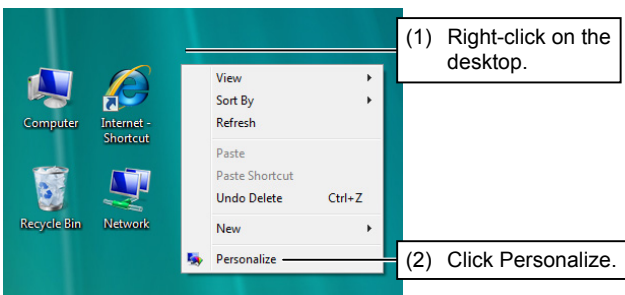 (1) Right-click on the
desktop.
View
Sort By
Refresh
Computer
Internet -
Shortcut
Paste
Paste Shortcut
Undo Delete Ctrl+Z
Recycle Bin
Network
New
Personalize
(2) Click Personalize.